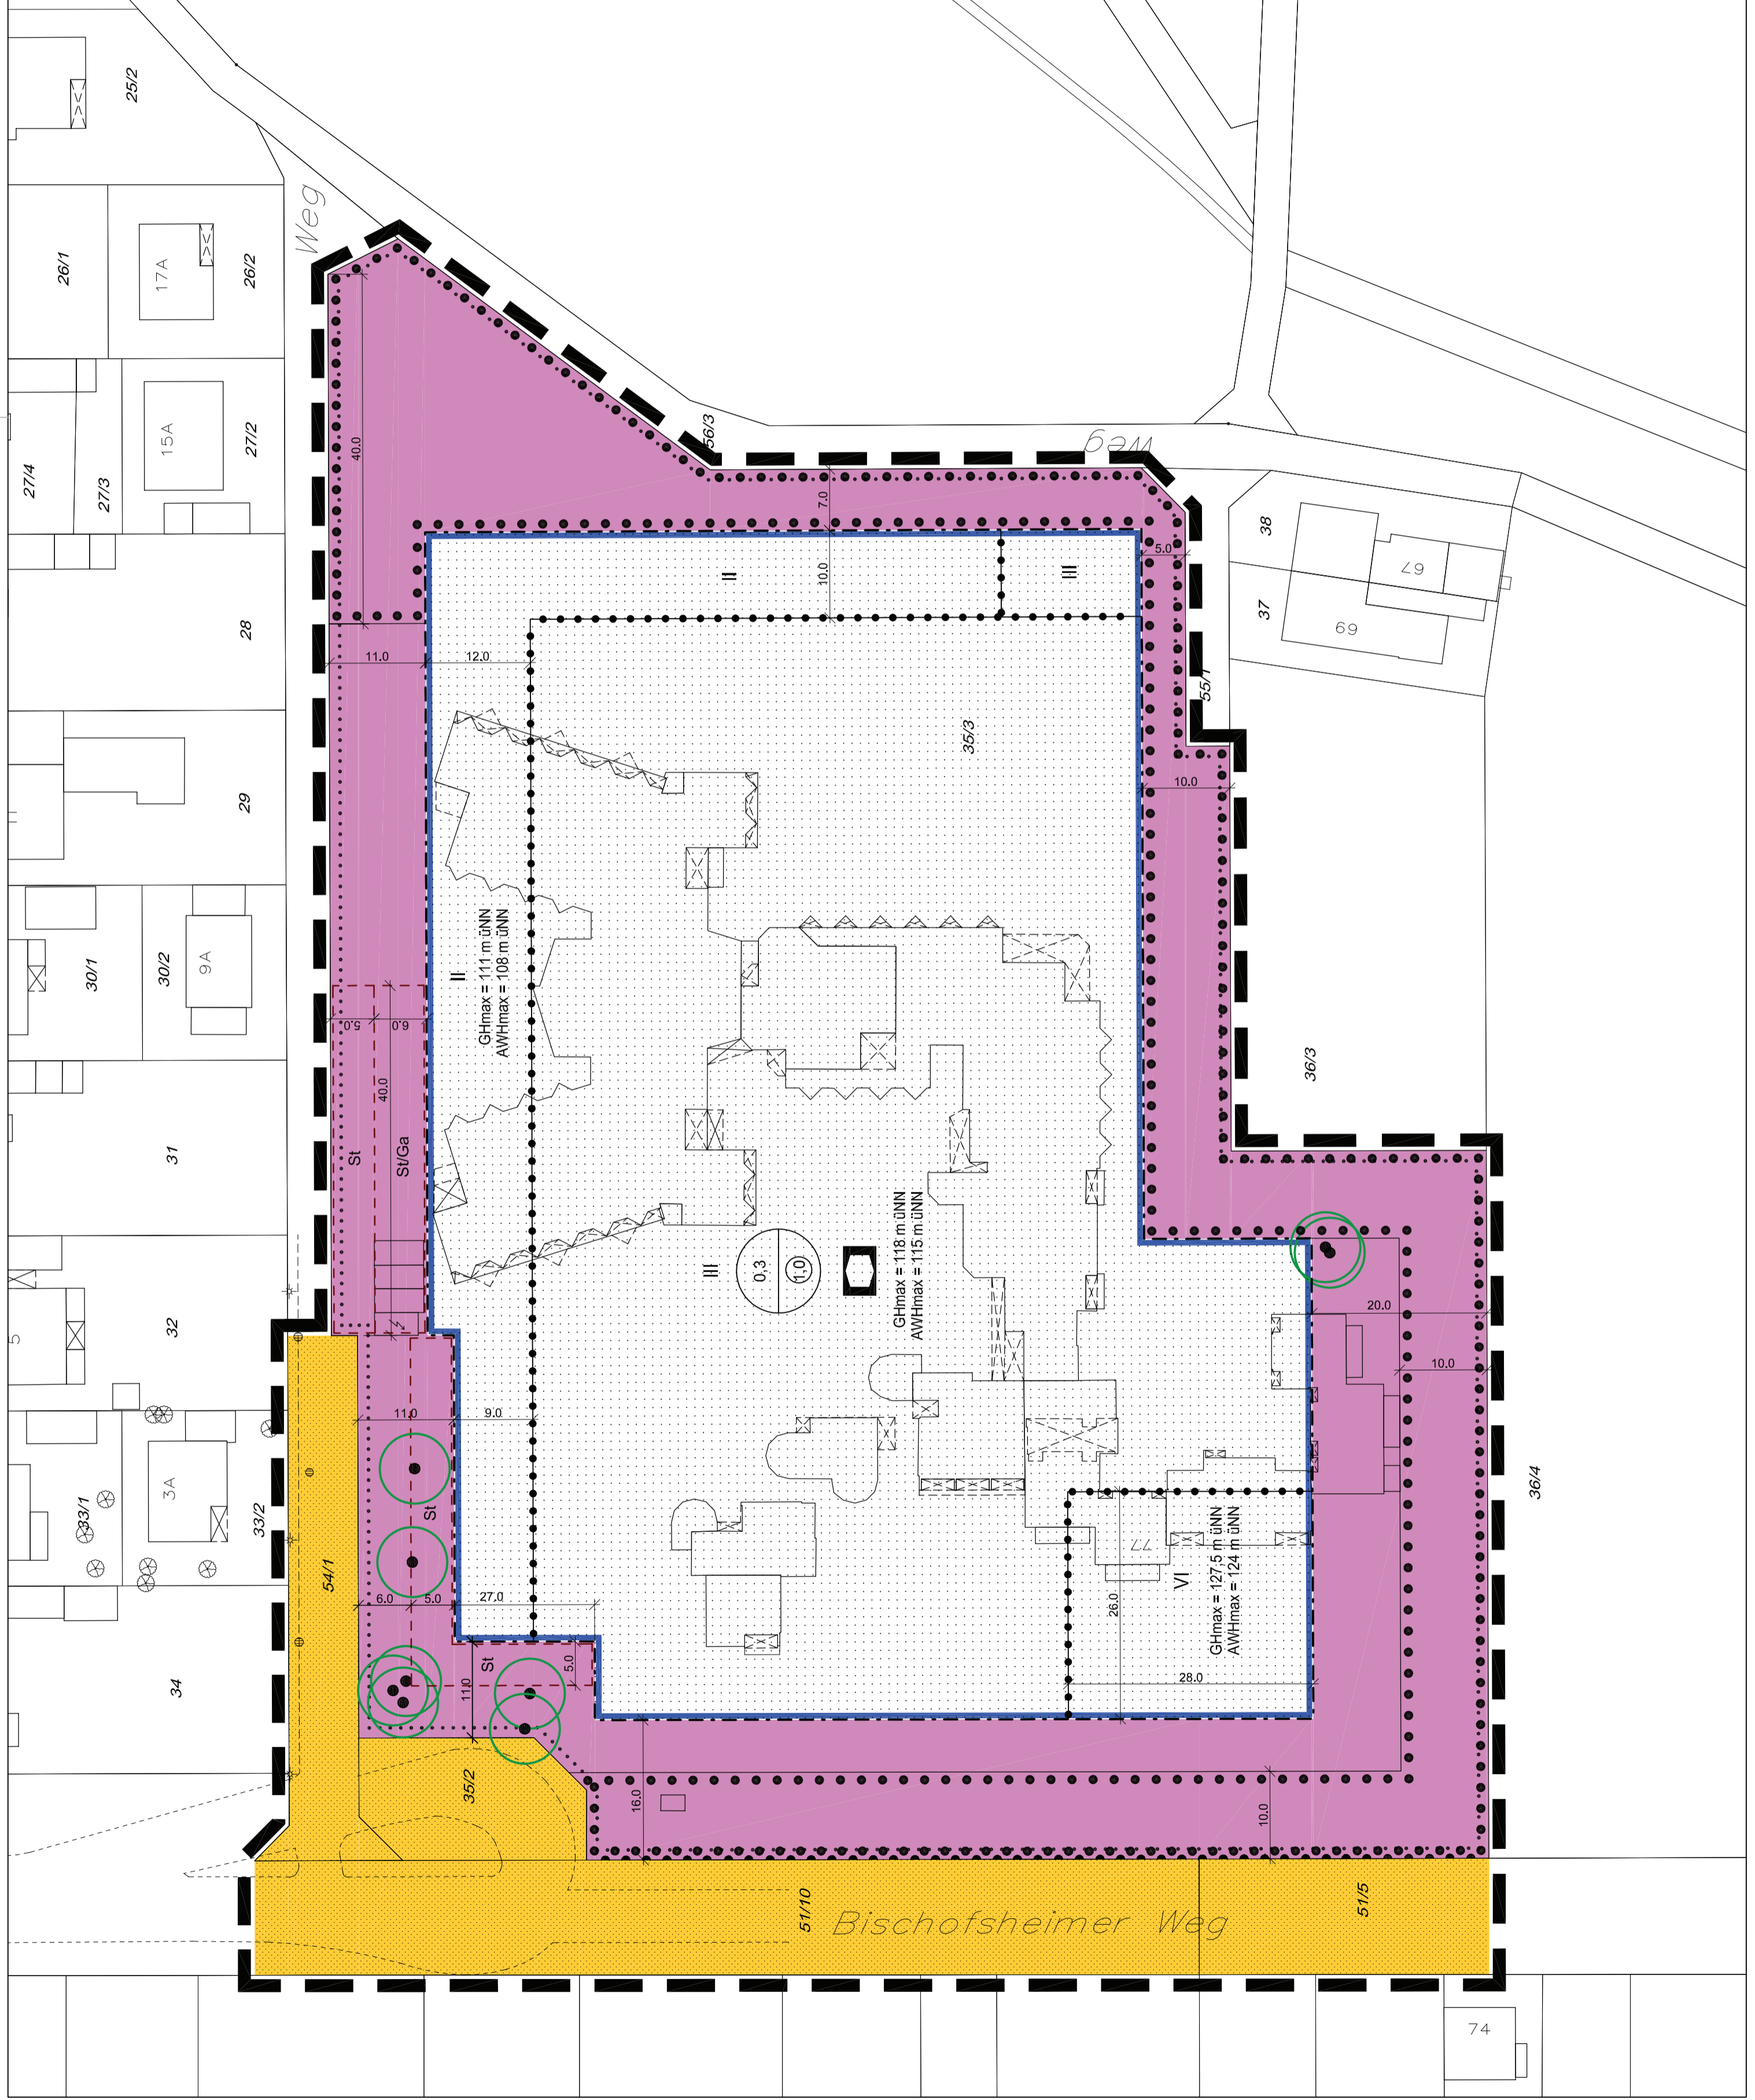 25/2
Weg
26/1
17A
26/2
27/4
27/3
15A
27/2
40.0
56/3
Weg
7.0
38
67
5.0
II
10.0
III
37
69
28
11.0
12.0
55/1
35/3
10.0
29
30/1
30/2
9A
II
GHmax = 111 m üNN
AWHmax = 108 m üNN
5.0
6.0
40.0
36/3
31
St
St/Ga
GHmax = 118 m üNN
AWHmax = 115 m üNN
III
0,3
1,0
5
32
20.0
10.0
11.0
9.0
33/1
3A
33/2
St
36/4
77
54/1
GHmax = 127,5 m üNN
AWHmax = 124 m üNN
VI
6.0
5.0
27.0
26.0
34
St
11.0
5.0
28.0
35/2
16.0
10.0
51/10
Bischofsheimer Weg
51/5
74